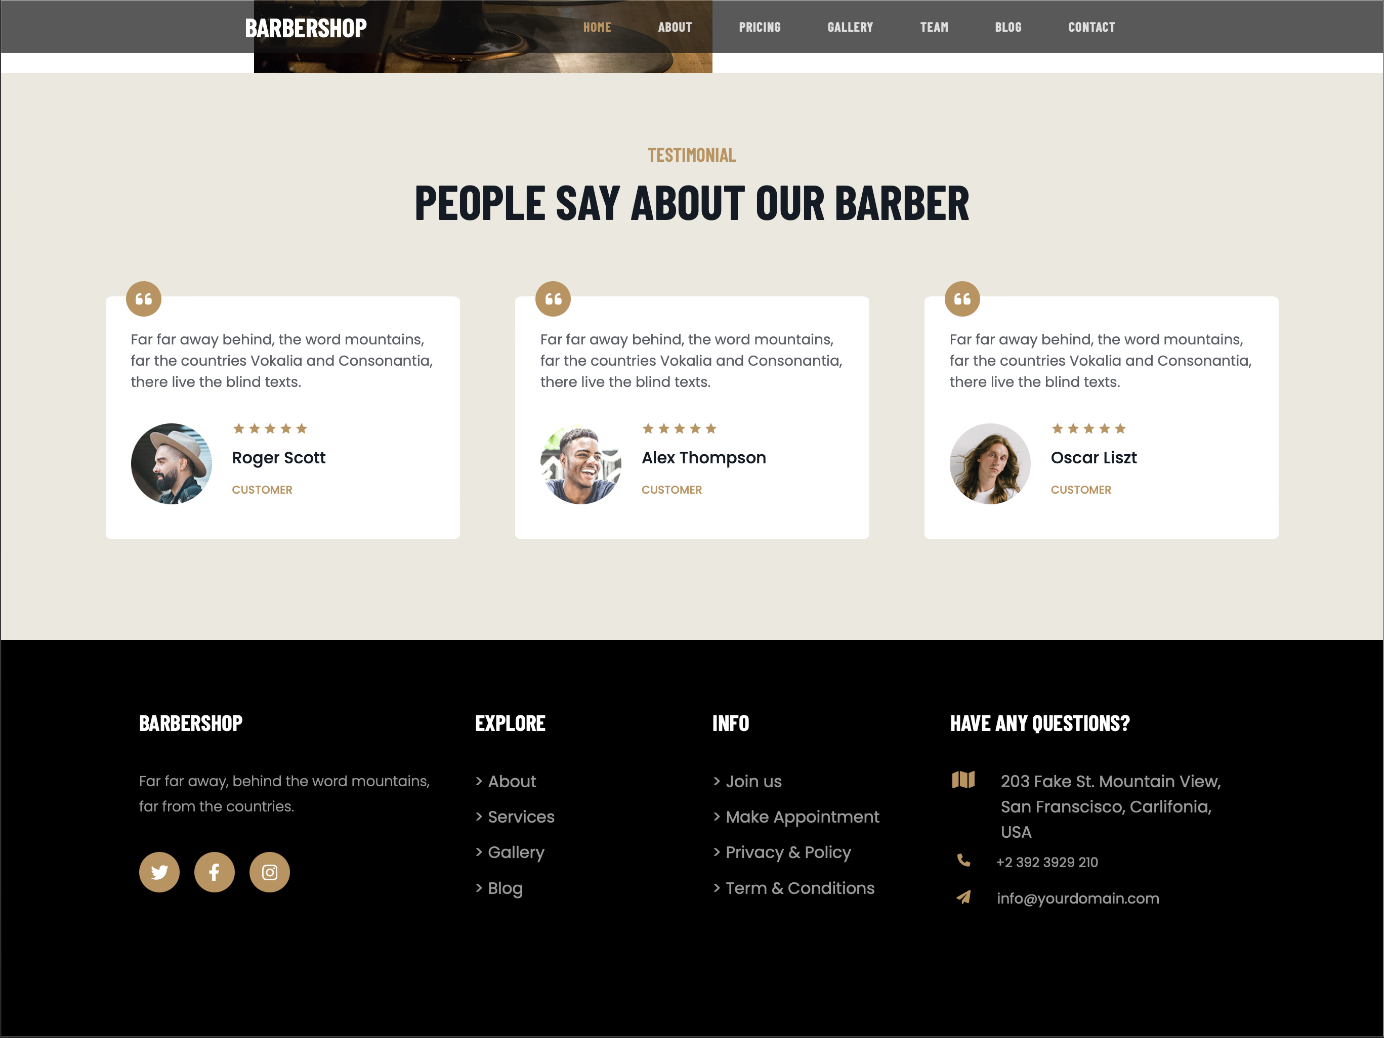 BARBERSHOP
HOME ABOUT PRICING GALLERY TEAM BLOG CONTACT
TESTIMONIAL
PEOPLE SAY ABOUT OUR BARBER
Far far away behind, the word mountains,
far the countries Vokalia and Consonantia,
there live the blind texts.
Roger Scott
CUSTOMER
Far far away behind, the word mountains,
far the countries Vokalia and Consonantia,
there live the blind texts.
Alex Thompson
CUSTOMER
Far far away behind, the word mountains,
far the countries Vokalia and Consonantia,
there live the blind texts.
Oscar Liszt
CUSTOMER
BARBERSHOP
Far far away, behind the word mountains,
far from the countries.
EXPLORE
> About
> Services
> Gallery
> Blog
INFO
> Join us
> Make Appointment
> Privacy & Policy
> Term & Conditions
HAVE ANY QUESTIONS?
203 Fake St. Mountain View,
San Franscisco, Carlifonia,
USA
+2 392 3929 210
info@yourdomain.com